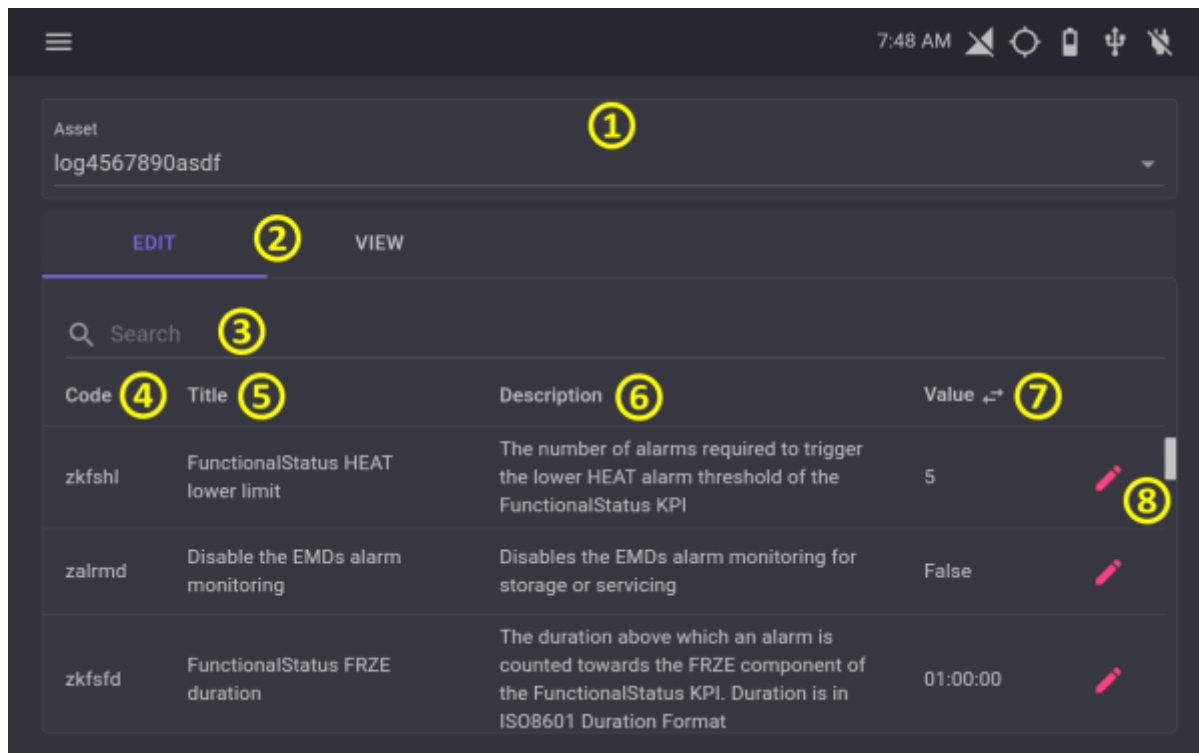 7:48 AM
1
Asset
log4567890asdf
EDIT 2 VIEW
Search 3
Code 4 Title 5 Description 6 Value 7
The number of alarms required to trigger
FunctionalStatus HEAT
zkfshl the lower HEAT alarm threshold of the 5
lower limit
FunctionalStatus KPI
8
Disable the EMDs alarm Disables the EMDs alarm monitoring for
zalrmd False
monitoring storage or servicing
The duration above which an alarm is
FunctionalStatus FRZE counted towards the FRZE component of
zkfsfd 01:00:00
duration the FunctionalStatus KPI. Duration is in
ISO8601 Duration Format